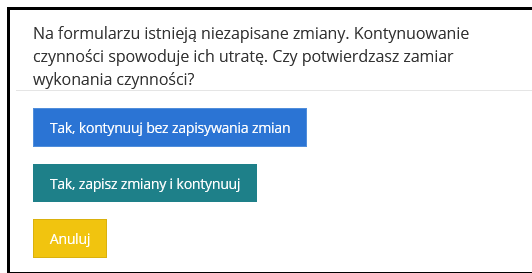 Na formularzu istnieją niezapisane zmiany. Kontynuowanie
czynności spowoduje ich utratę. Czy potwierdzasz zamiar
wykonania czynności?
Tak, kontynuuj bez zapisywania zmian
Tak, zapisz zmiany i kontynuuj
Anuluj